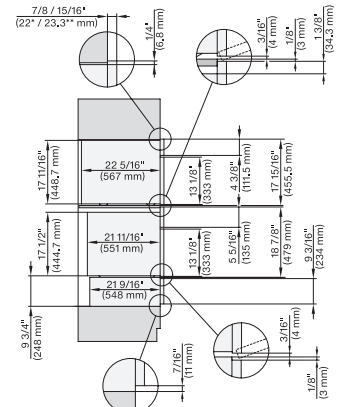 7/8 / 15/16"
(22* / 23.3** mm)
1/4"
(6.8 mm)
3/16"
(4 mm)
1/8"
(3 mm)
1 3/8"
(34.3 mm)
17 11/16"
(448.7 mm)
22 5/16"
(567 mm)
13 1/8"
(333 mm)
4 3/8"
(111.5 mm)
17 15/16"
(455.5 mm)
17 1/2"
(444.7 mm)
21 11/16"
(551 mm)
13 1/8"
(333 mm)
5 5/16"
(135 mm)
18 7/8"
(479 mm)
9 3/16"
(234 mm)
21 9/16"
(548 mm)
9 3/4"
(248 mm)
7/16"
(11 mm)
3/16"
(4 mm)
1/8"
(3 mm)